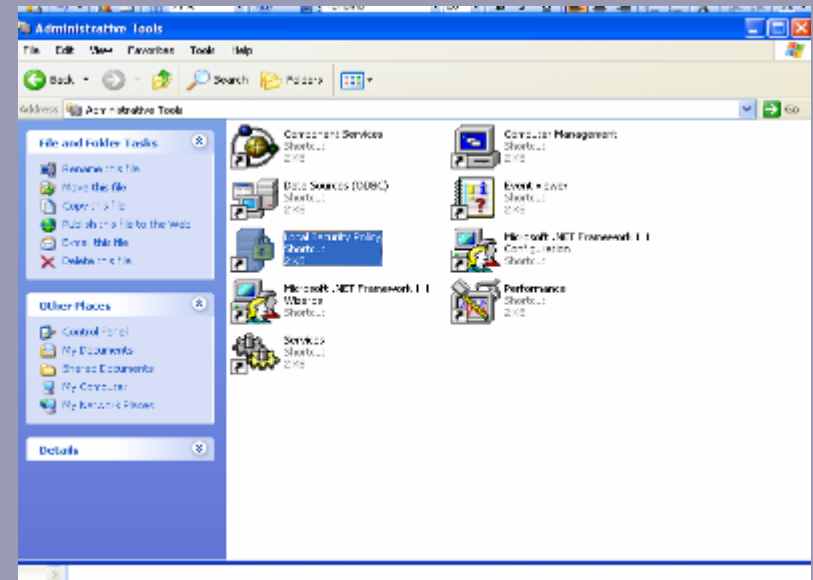 Administrative Tools
File Edit View Favorites Tools Help
Back Search Folders
Address Administrative Tools Go
File and Folder Tasks
Rename this file
Move this file
Copy this file
Publish this file to the Web
E-mail this file
Delete this file
Other Places
Control Panel
My Documents
Shared Documents
My Computer
My Network Places
Details
Component Services
Shortcut
2 KB
Computer Management
Shortcut
2 KB
Data Sources (ODBC)
Shortcut
2 KB
Event Viewer
Shortcut
2 KB
Local Security Policy
Shortcut
2 KB
Microsoft .NET Framework 1.1
Configuration
Shortcut
Microsoft .NET Framework 1.1
Wizards
Shortcut
Performance
Shortcut
2 KB
Services
Shortcut
2 KB